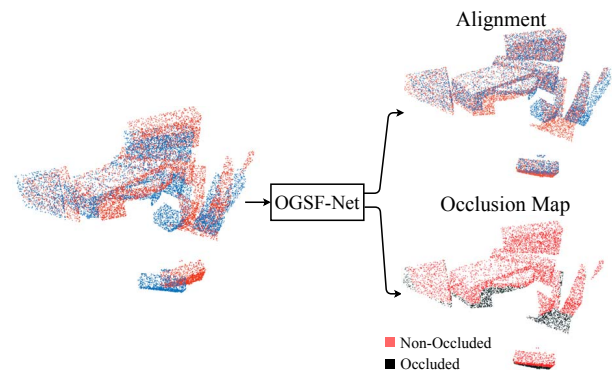 Alignment
OGSF-Net
Occlusion Map
Non-Occluded
Occluded